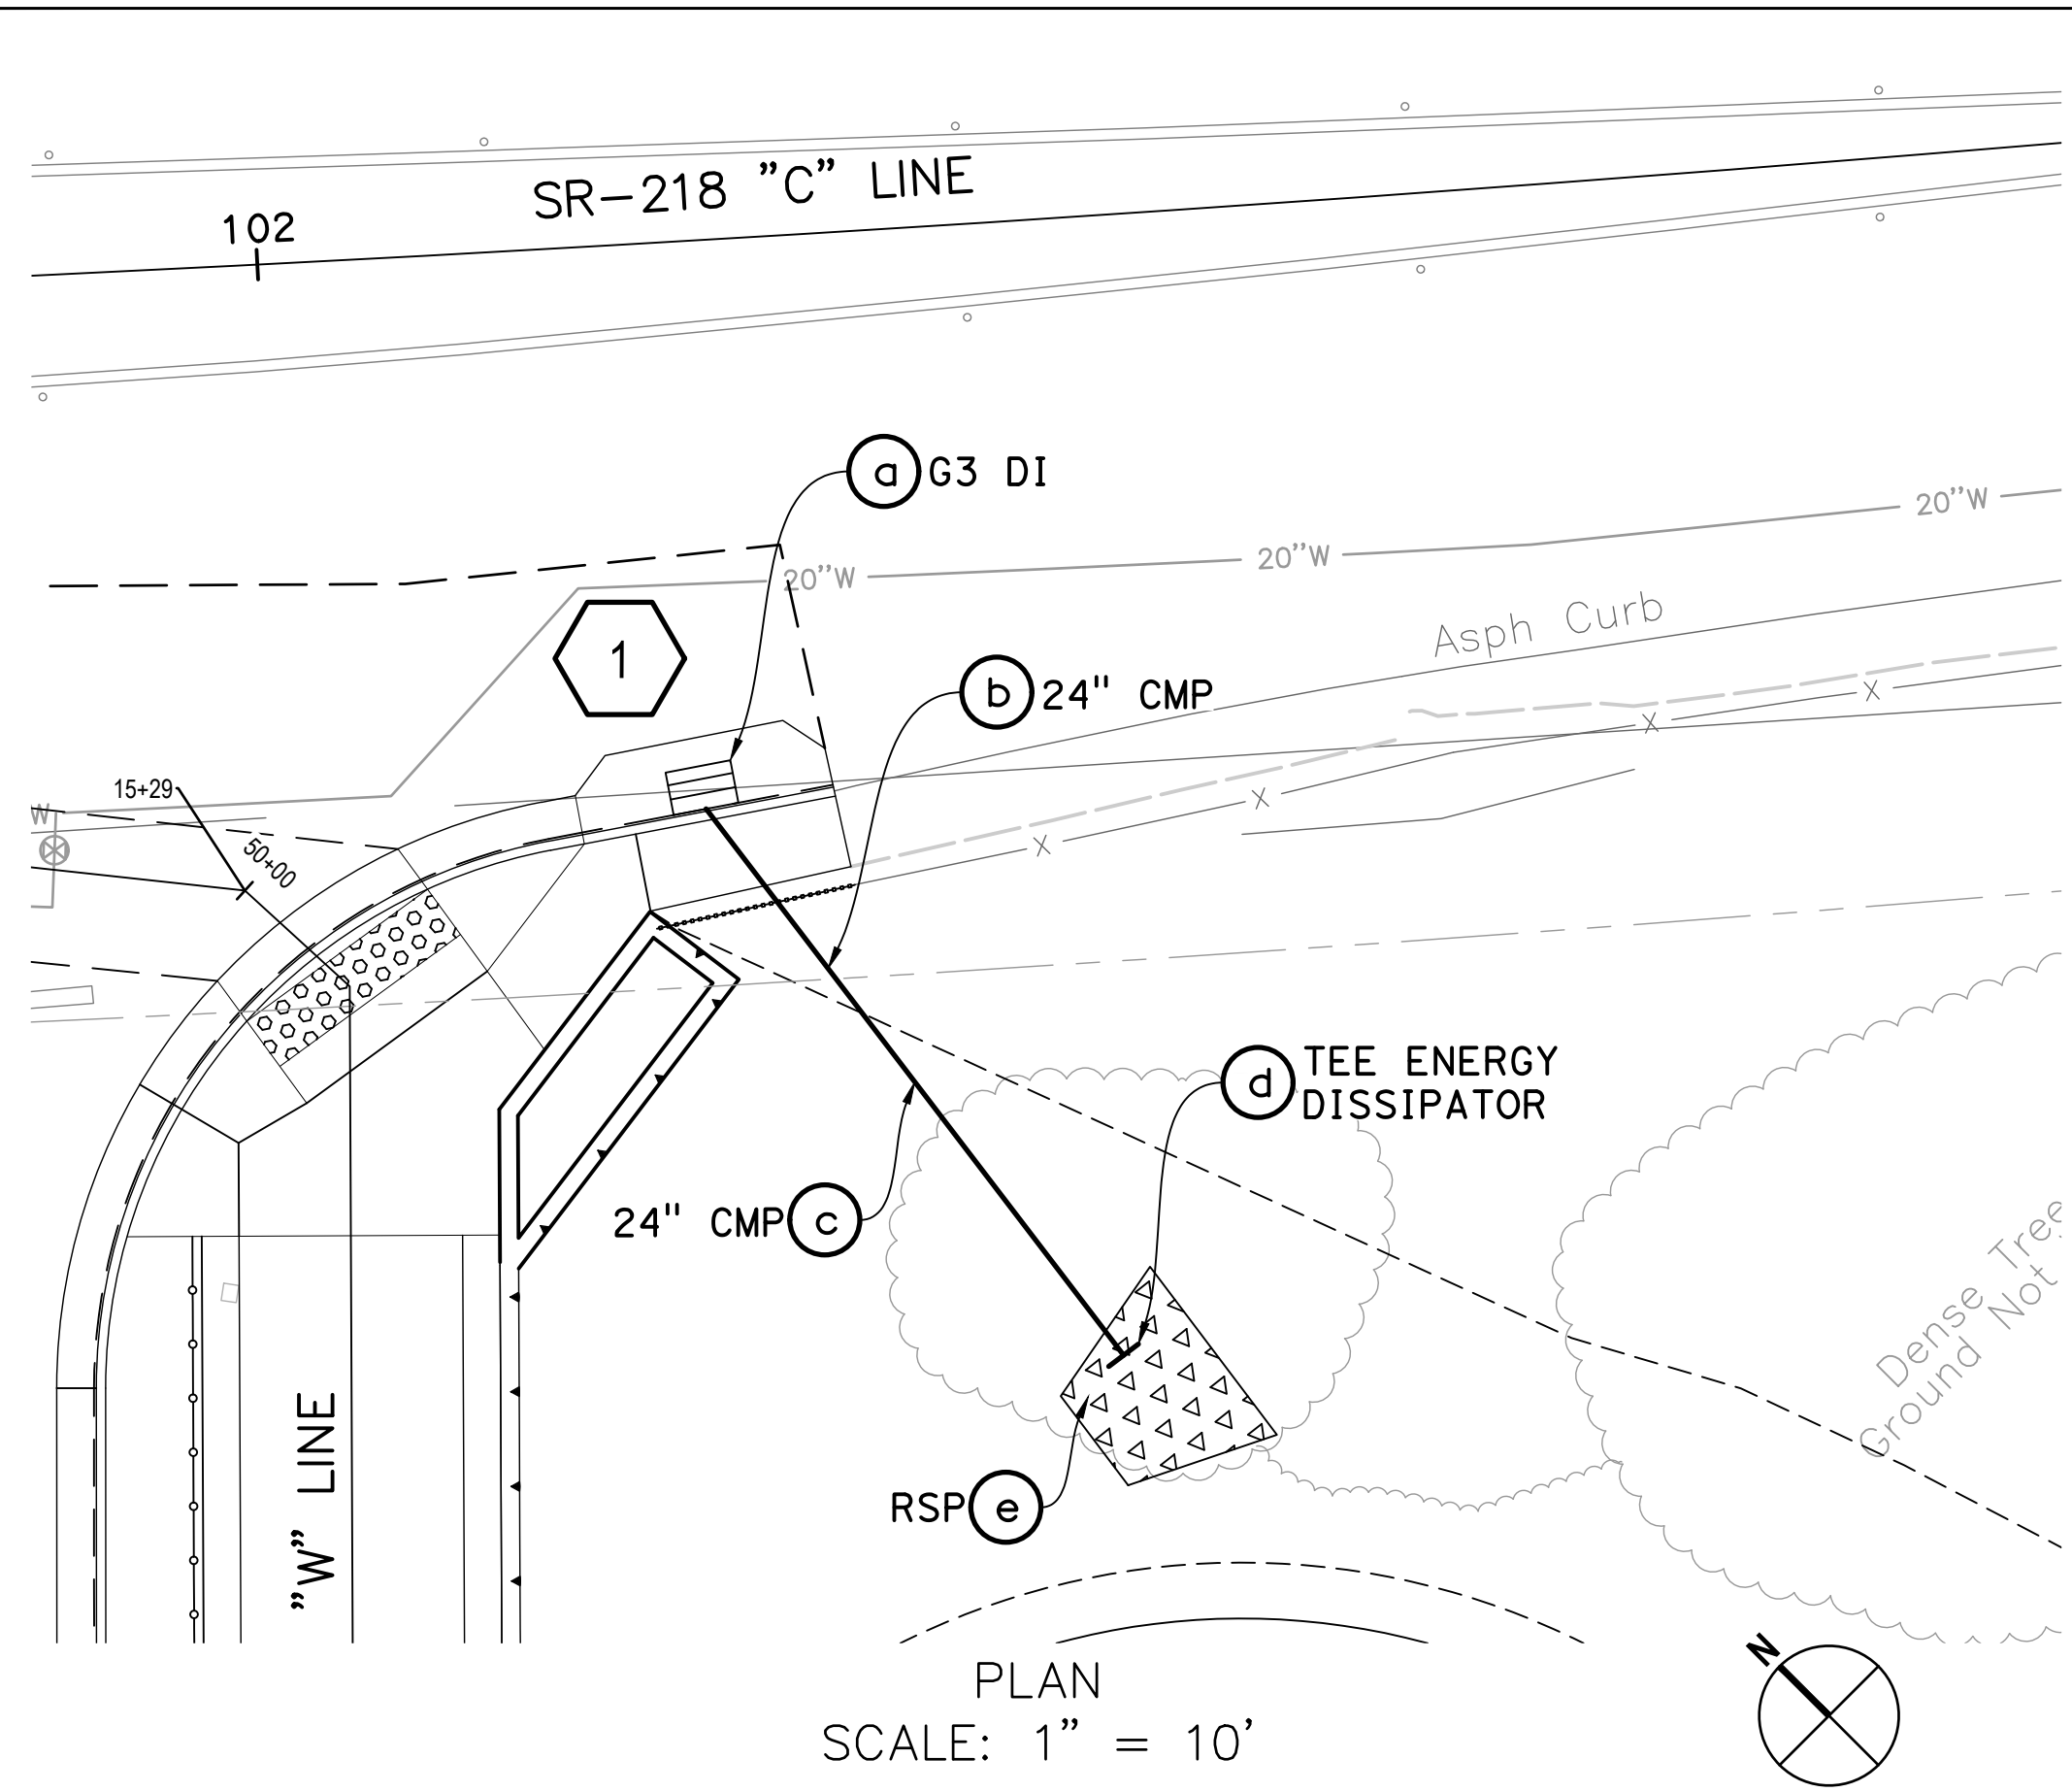 SR-218 ”C” LINE
102
a G3 DI
20”W
20”W
20”W
1
b 24" CMP
Asph Curb
15+29
W
50+00
d TEE ENERGY
DISSIPATOR
24" CMP c
Dense Tree
Ground Not
”W” LINE
RSP e
PLAN
SCALE: 1” = 10’
N